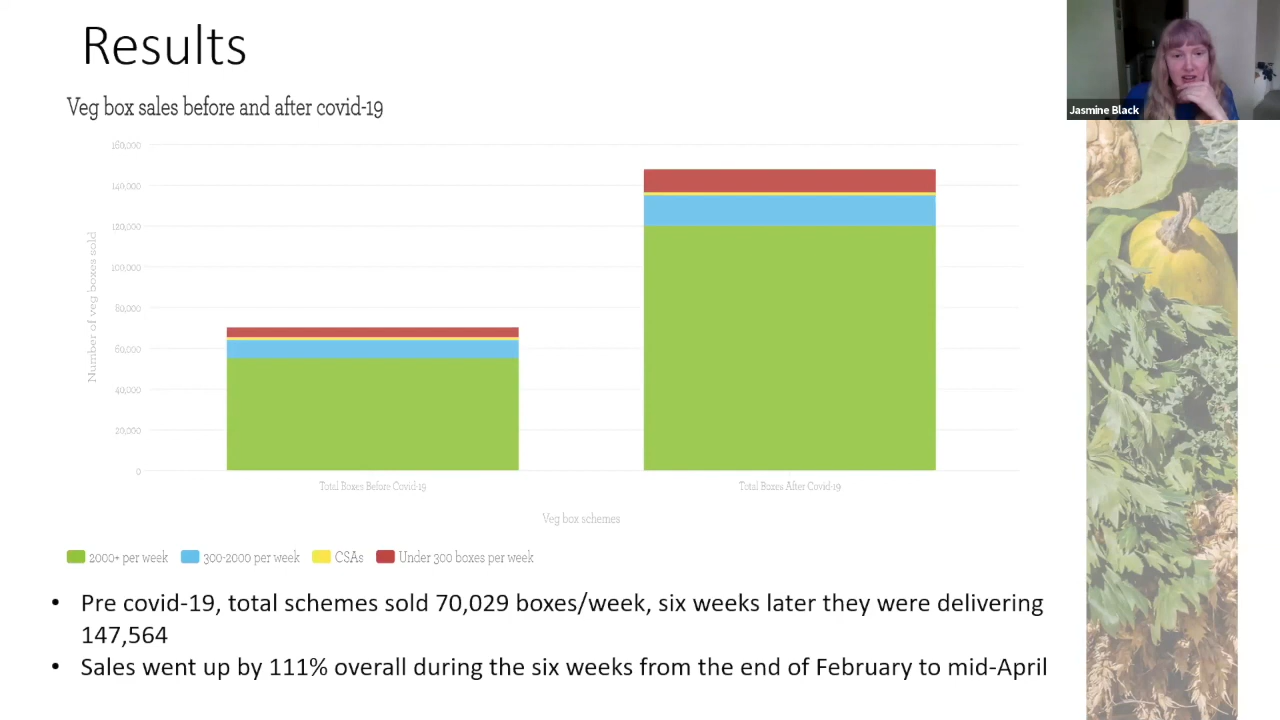 Results
Jasmine Black
Veg box sales before and after covid-19
160,000
140,000
120,000
100,000
80,000
60,000
40,000
20,000
0
Number of veg boxes sold
Total Boxes Before Covid-19
Total Boxes After Covid-19
Veg box schemes
2000+ per week
300-2000 per week
CSAs
Under 300 boxes per week
• Pre covid-19, total schemes sold 70,029 boxes/week, six weeks later they were delivering
147,564
• Sales went up by 111% overall during the six weeks from the end of February to mid-April